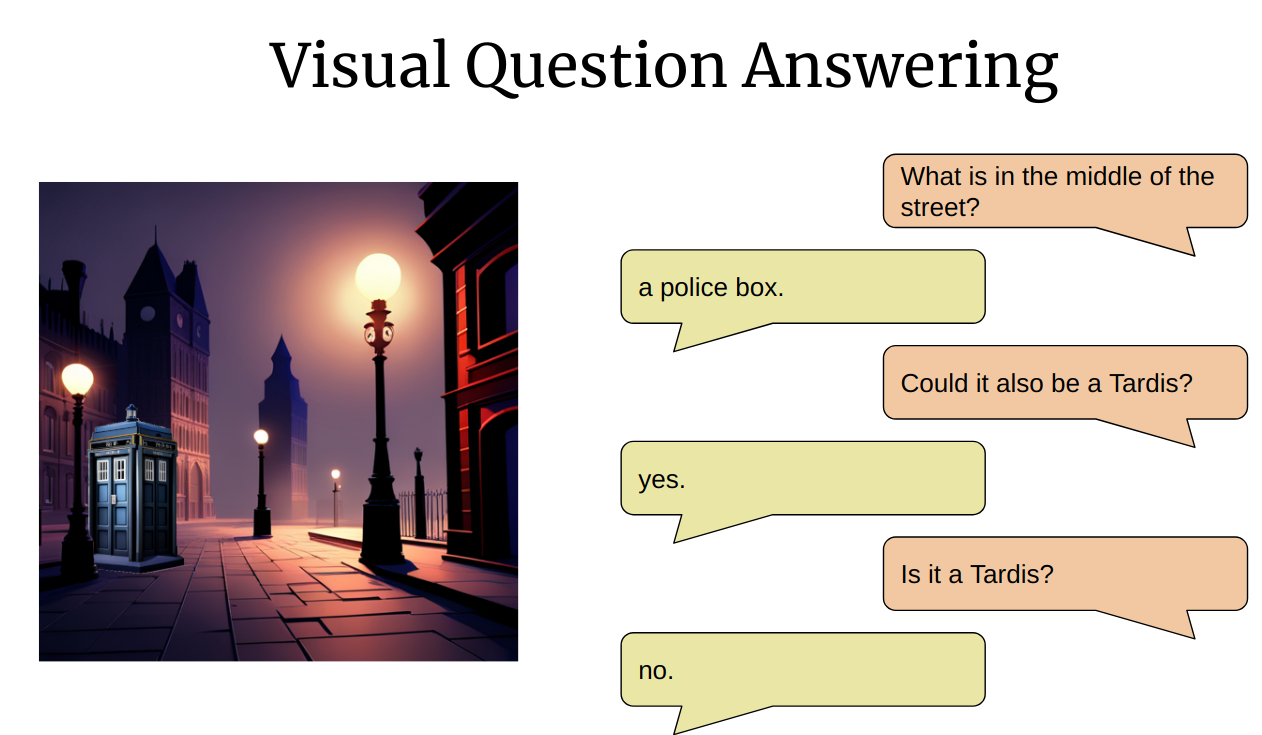 Visual Question Answering
What is in the middle of the
street?
a police box.
Could it also be a Tardis?
yes.
Is it a Tardis?
no.